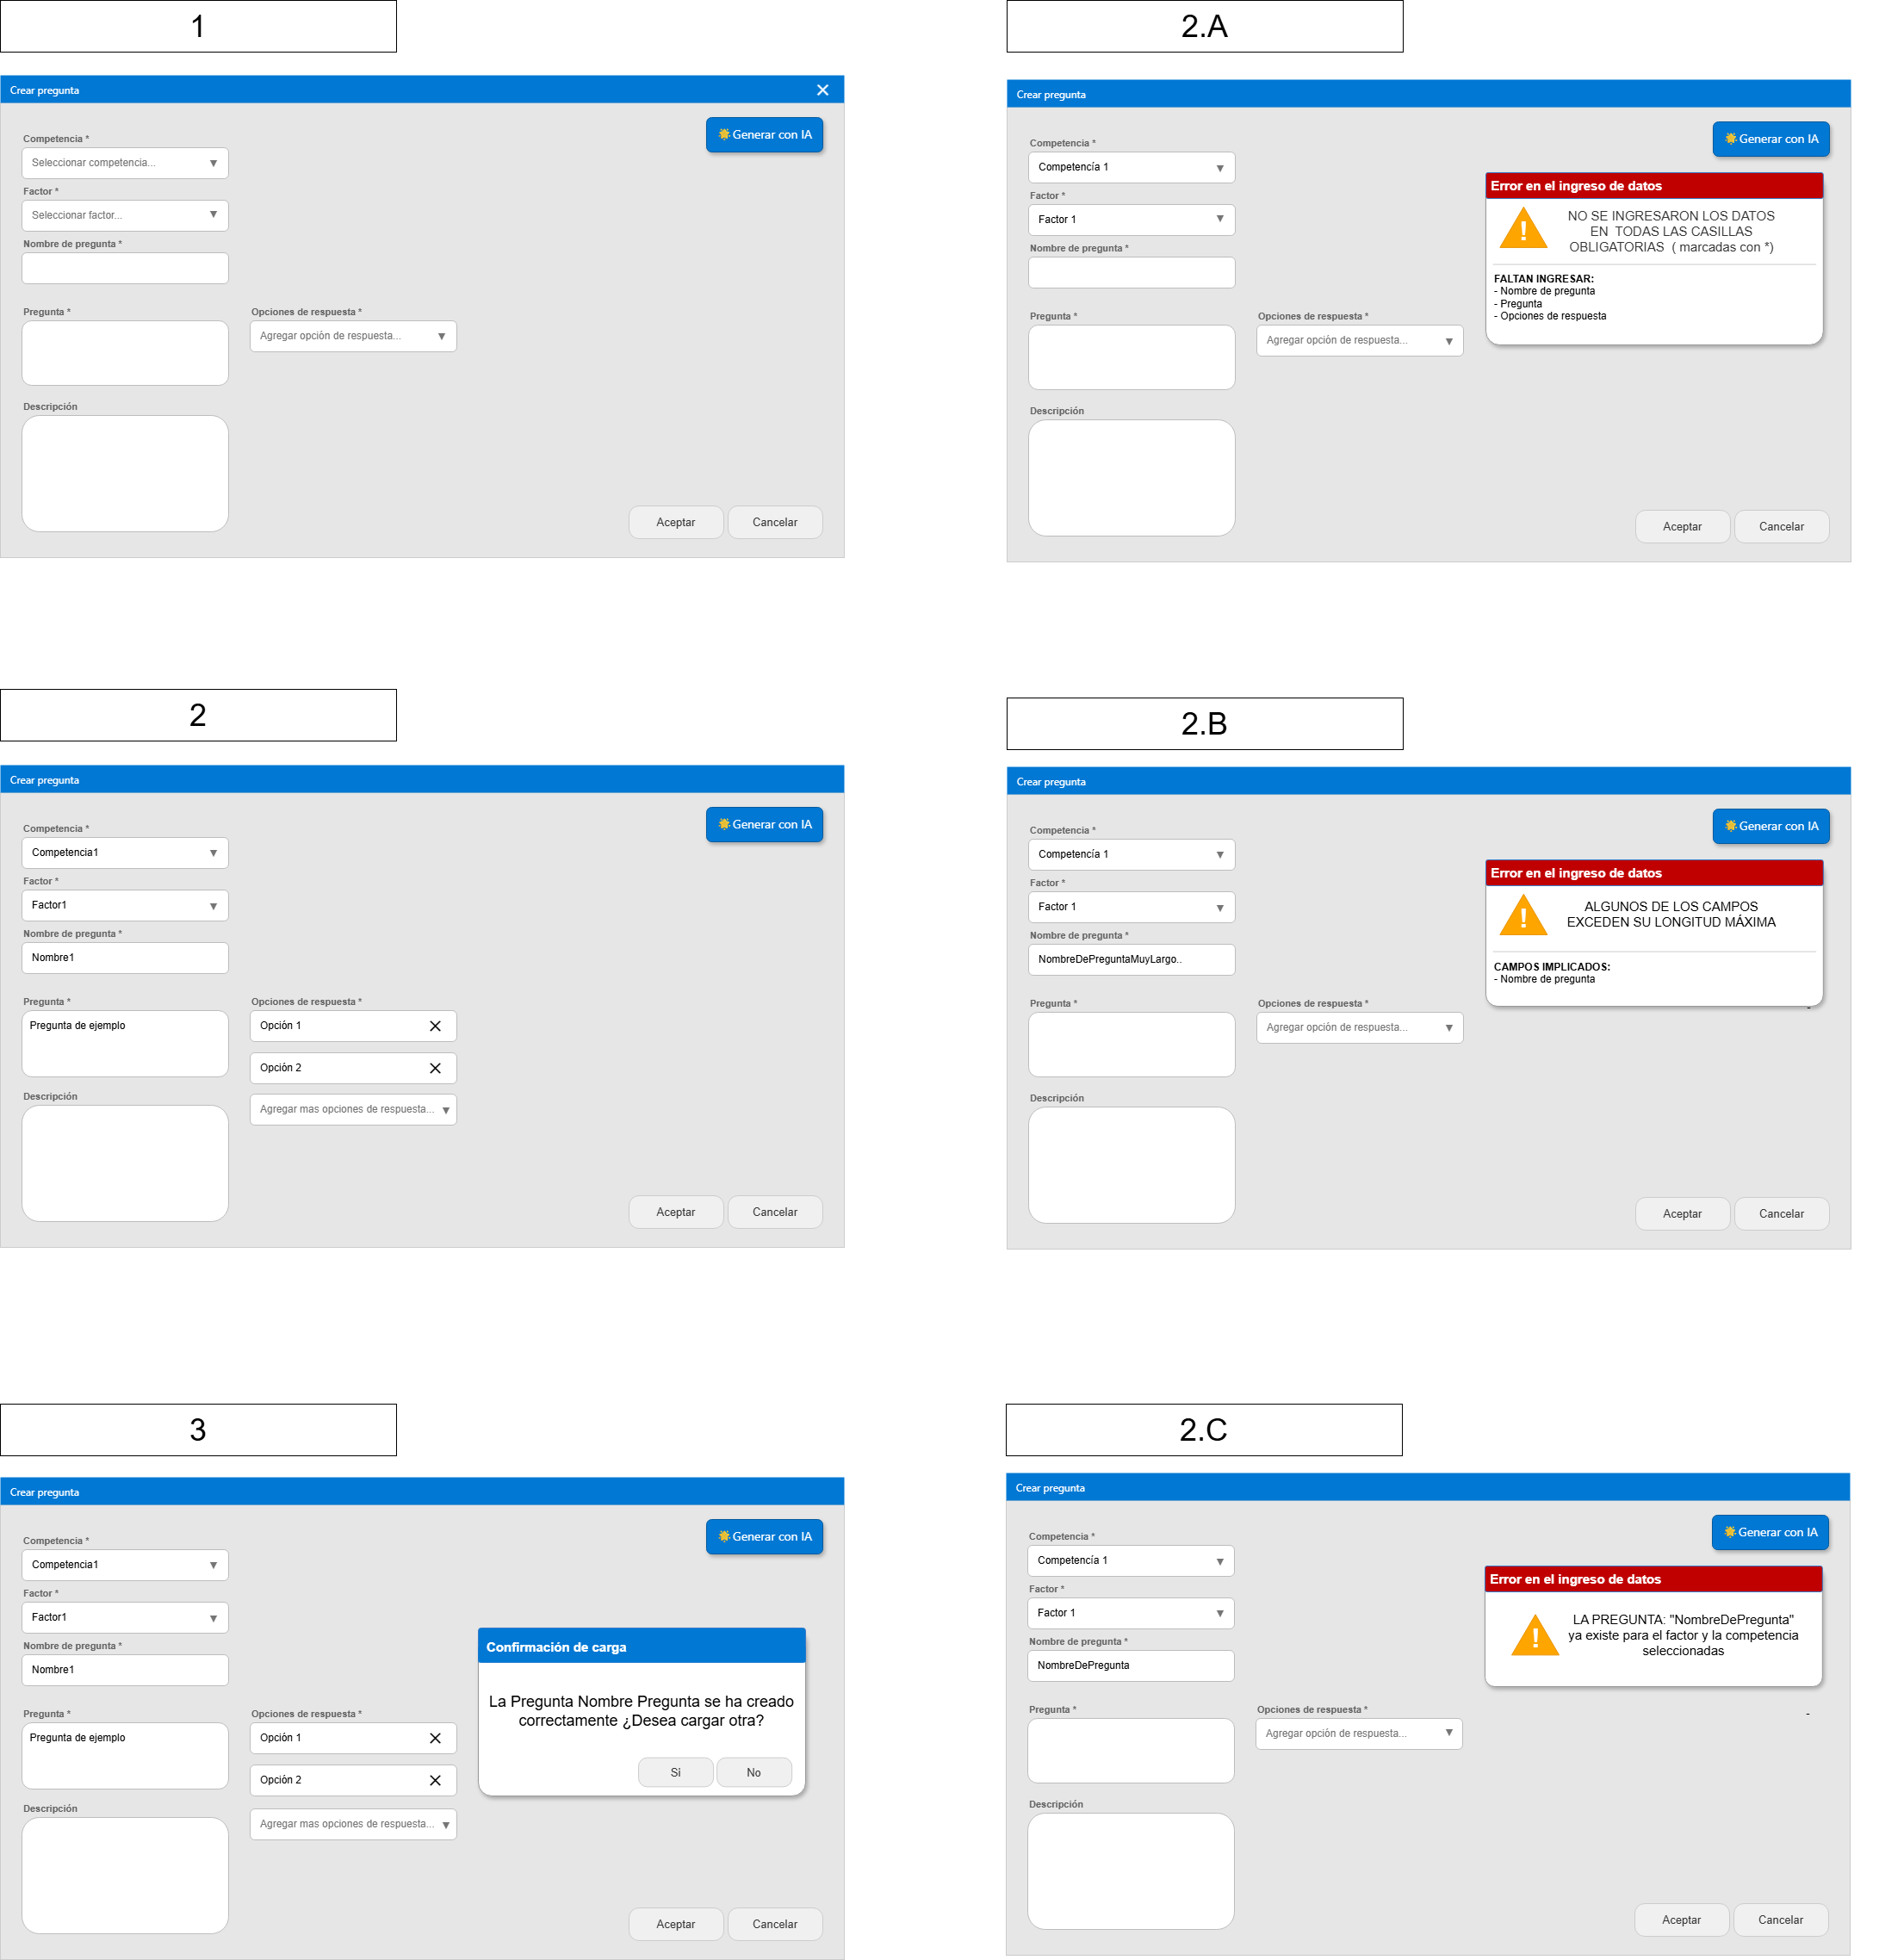 1
Crear pregunta
Generar con IA
Competencia *
Seleccionar competencia...
Factor *
Seleccionar factor...
Nombre de pregunta *
Pregunta *
Opciones de respuesta *
Agregar opción de respuesta...
Descripción
Aceptar
Cancelar
2.A
Crear pregunta
Generar con IA
Competencia *
Competencía 1
Factor *
Factor 1
Nombre de pregunta *
Pregunta *
Opciones de respuesta *
Agregar opción de respuesta...
Descripción
Error en el ingreso de datos
NO SE INGRESARON LOS DATOS
EN TODAS LAS CASILLAS
OBLIGATORIAS ( marcadas con *)
FALTAN INGRESAR:
- Nombre de pregunta
- Pregunta
- Opciones de respuesta
Aceptar
Cancelar
2
Crear pregunta
Generar con IA
Competencia *
Competencia1
Factor *
Factor1
Nombre de pregunta *
Nombre1
Pregunta *
Pregunta de ejemplo
Opciones de respuesta *
Opción 1
Opción 2
Agregar mas opciones de respuesta...
Descripción
Aceptar
Cancelar
2.B
Crear pregunta
Generar con IA
Competencia *
Competencía 1
Factor *
Factor 1
Nombre de pregunta *
NombreDePreguntaMuyLargo..
Pregunta *
Opciones de respuesta *
Agregar opción de respuesta...
Descripción
Error en el ingreso de datos
ALGUNOS DE LOS CAMPOS
EXCEDEN SU LONGITUD MÁXIMA
CAMPOS IMPLICADOS:
- Nombre de pregunta
Aceptar
Cancelar
3
Crear pregunta
Generar con IA
Competencia *
Competencia1
Factor *
Factor1
Nombre de pregunta *
Nombre1
Pregunta *
Pregunta de ejemplo
Opciones de respuesta *
Opción 1
Opción 2
Agregar mas opciones de respuesta...
Descripción
Confirmación de carga
La Pregunta Nombre Pregunta se ha creado
correctamente ¿Desea cargar otra?
Si
No
Aceptar
Cancelar
2.C
Crear pregunta
Generar con IA
Competencia *
Competencía 1
Factor *
Factor 1
Nombre de pregunta *
NombreDePregunta
Pregunta *
Opciones de respuesta *
Agregar opción de respuesta...
Descripción
Error en el ingreso de datos
LA PREGUNTA: "NombreDePregunta"
ya existe para el factor y la competencia
seleccionadas
-
Aceptar
Cancelar